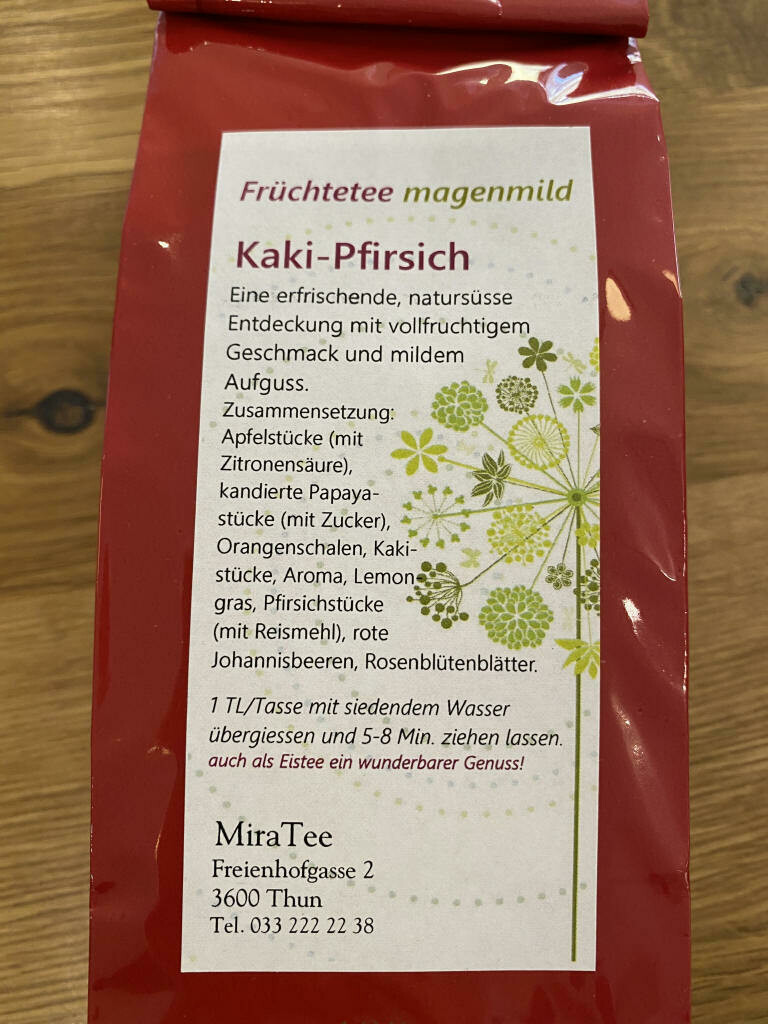 Früchtetee magenmild
Kaki-Pfirsich
Eine erfrischende, natursüsse
Entdeckung mit vollfruchtigem
Geschmack und mildem
Aufguss.
Zusammensetzung:
Apfelstücke (mit
Zitronensäure),
kandierte Papaya-
stücke (mit Zucker),
Orangenschalen, Kaki-
stücke, Aroma, Lemon-
gras, Pfirsichstücke
(mit Reismehl), rote
Johannisbeeren, Rosenblütenblätter.
1 TL/Tasse mit siedendem Wasser
übergiessen und 5-8 Min. ziehen lassen.
auch als Eistee ein wunderbarer Genuss!
MiraTee
Freienhofgasse 2
3600 Thun
Tel. 033 222 22 38